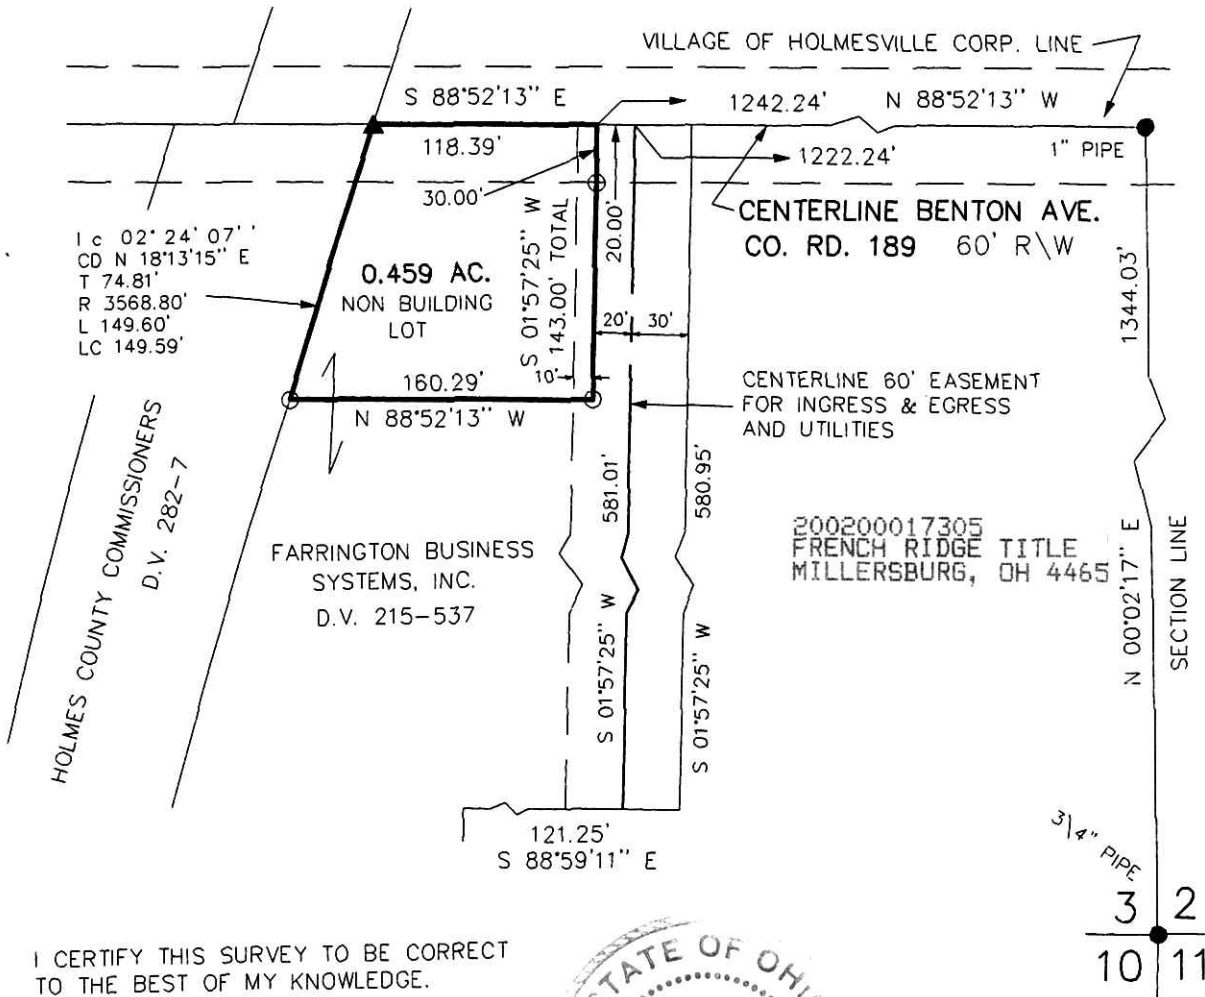 VILLAGE OF HOLMESVILLE CORP. LINE
S 88°52'13" E
1242.24'
N 88°52'13" W
118.39'
1222.24'
1" PIPE
30.00'
S 01°57'25" W
143.00' TOTAL
20.00'
CENTERLINE BENTON AVE.
CO. RD. 189 60' R\W
I c 02° 24' 07''
CD N 18°13'15" E
T 74.81'
R 3568.80'
L 149.60'
LC 149.59'
0.459 AC.
NON BUILDING
LOT
1344.03'
20'
30'
10'
160.29'
N 88°52'13" W
CENTERLINE 60' EASEMENT
FOR INGRESS & EGRESS
AND UTILITIES
HOLMES COUNTY COMMISSIONERS
D.V. 282-7
581.01'
580.95'
FARRINGTON BUSINESS
SYSTEMS, INC.
D.V. 215-537
200200017305
FRENCH RIDGE TITLE
MILLERSBURG, OH 4465
N 00°02'17" E
SECTION LINE
S 01°57'25" W
S 01°57'25" W
121.25'
S 88°59'11" E
3\4" PIPE
3 2
10 11
I CERTIFY THIS SURVEY TO BE CORRECT
TO THE BEST OF MY KNOWLEDGE.
STATE OF OHIO